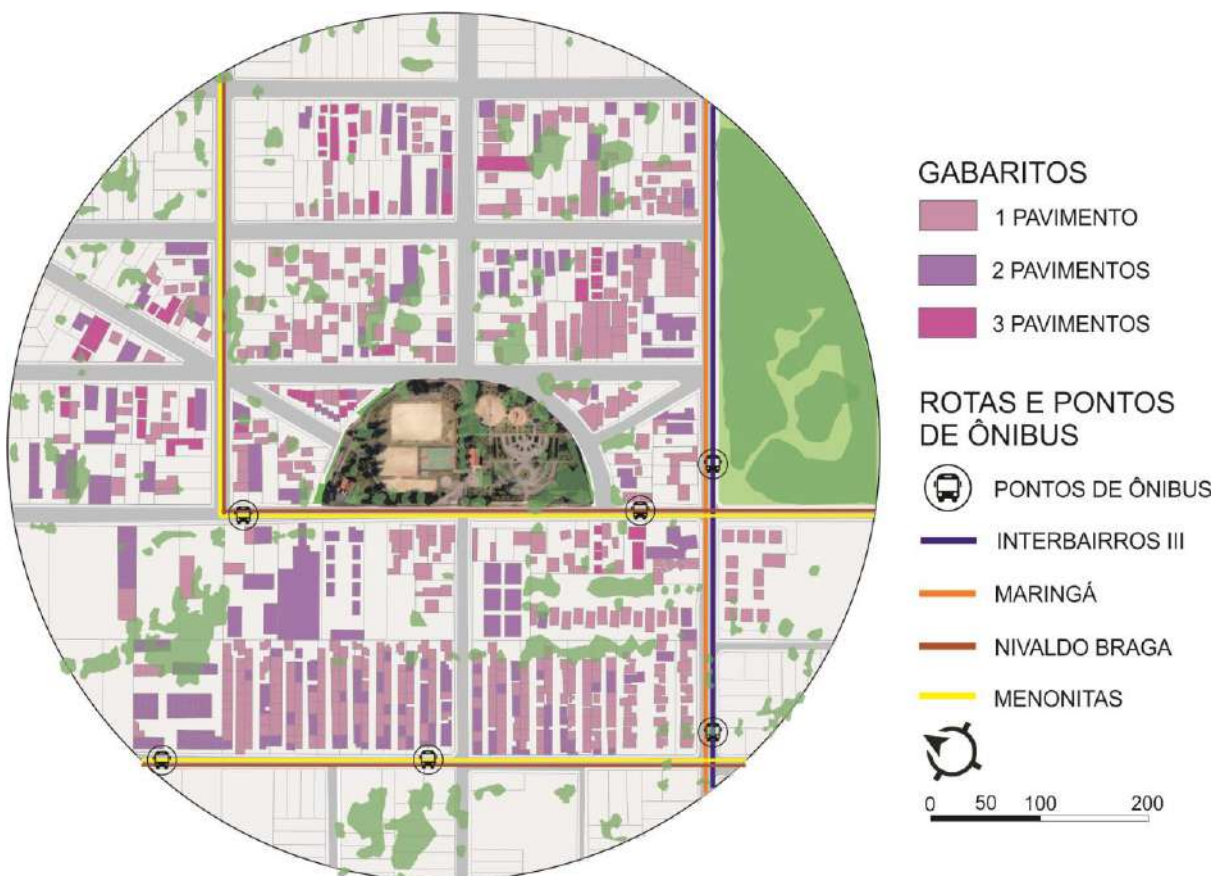 GABARITOS
1 PAVIMENTO
2 PAVIMENTOS
3 PAVIMENTOS
ROTAS E PONTOS
DE ÔNIBUS
PONTOS DE ÔNIBUS
INTERBAIRROS III
MARINGÁ
NIVALDO BRAGA
MENONITAS
0 50 100 200